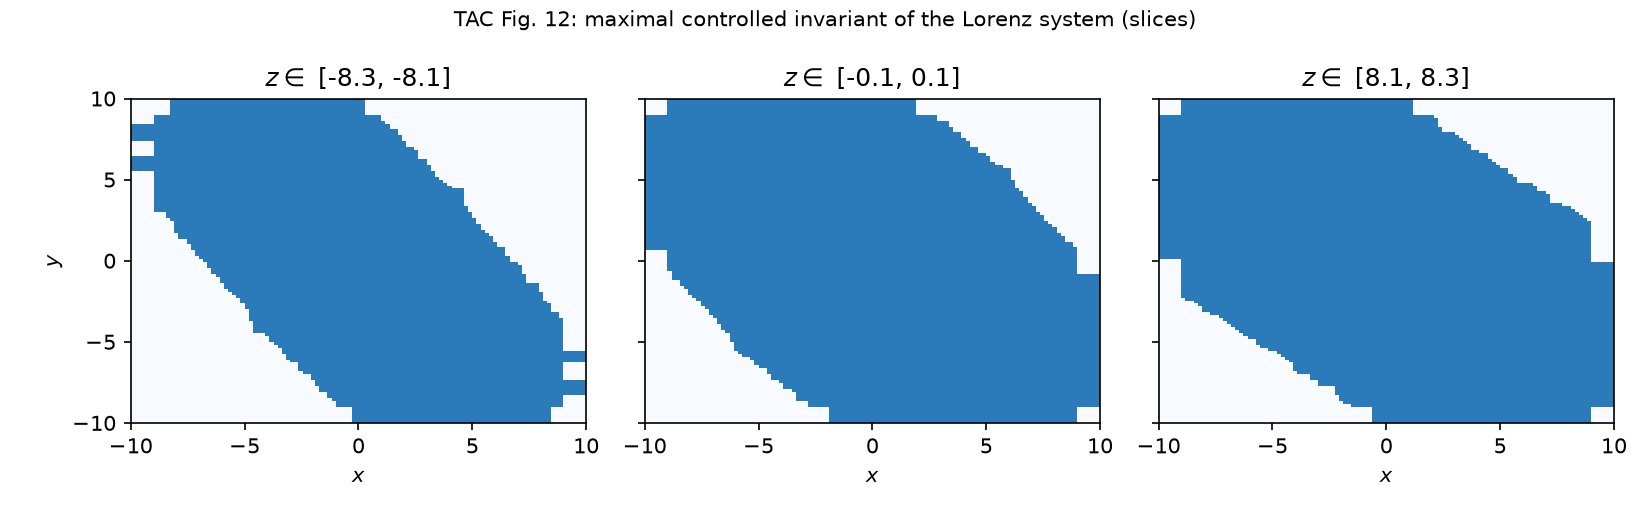 TAC Fig. 12: maximal controlled invariant of the Lorenz system (slices)
z ∈ [-8.3, -8.1]
z ∈ [-0.1, 0.1]
z ∈ [8.1, 8.3]
10
5
0
−5
−10
y
−10 −5 0 5 10
−10 −5 0 5 10
−10 −5 0 5 10
x
x
x